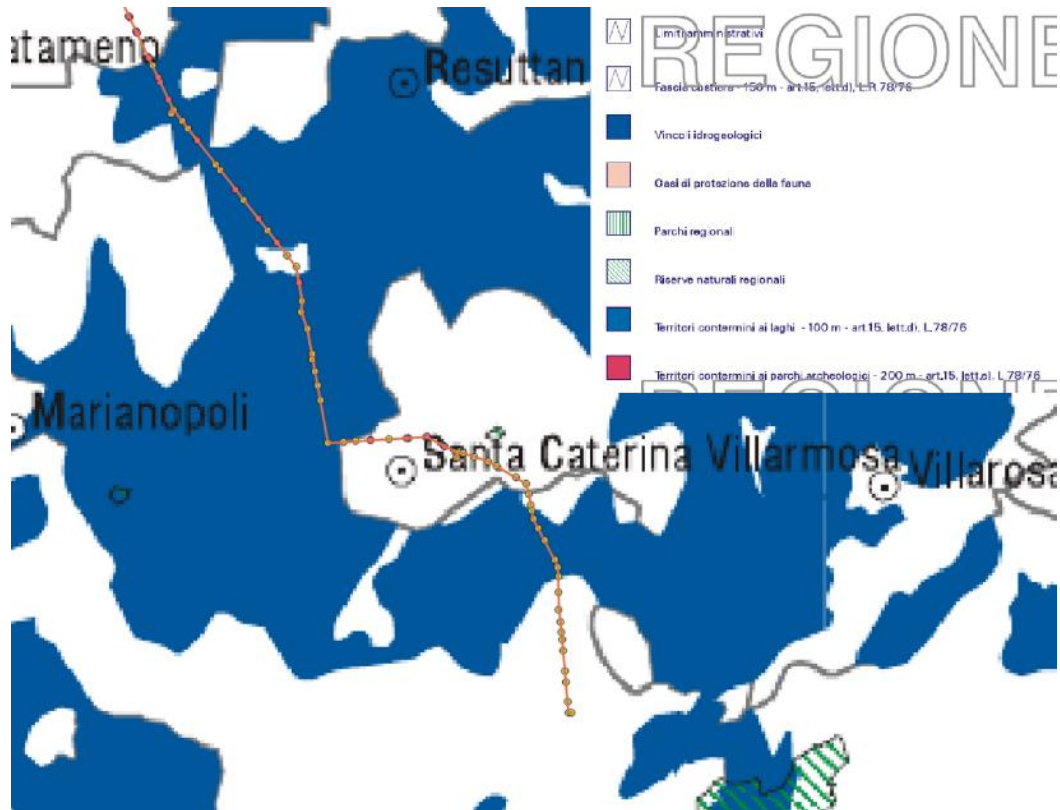 atameno
Resuttan
REGIONE
Limiti amministrativi
Fascia costiera - 150 m - art.15, lett.d), L.R.78/76
Vincoli idrogeologici
Oasi di protezione della fauna
Parchi regionali
Riserve naturali regionali
Territori contermini ai laghi - 100 m - art.15, lett.d), L.78/76
Territori contermini ai parchi archeologici - 200 m - art.15, lett.e), L.78/76
REGIONE
Marianopoli
Santa Caterina Villarmosa
Villarosa